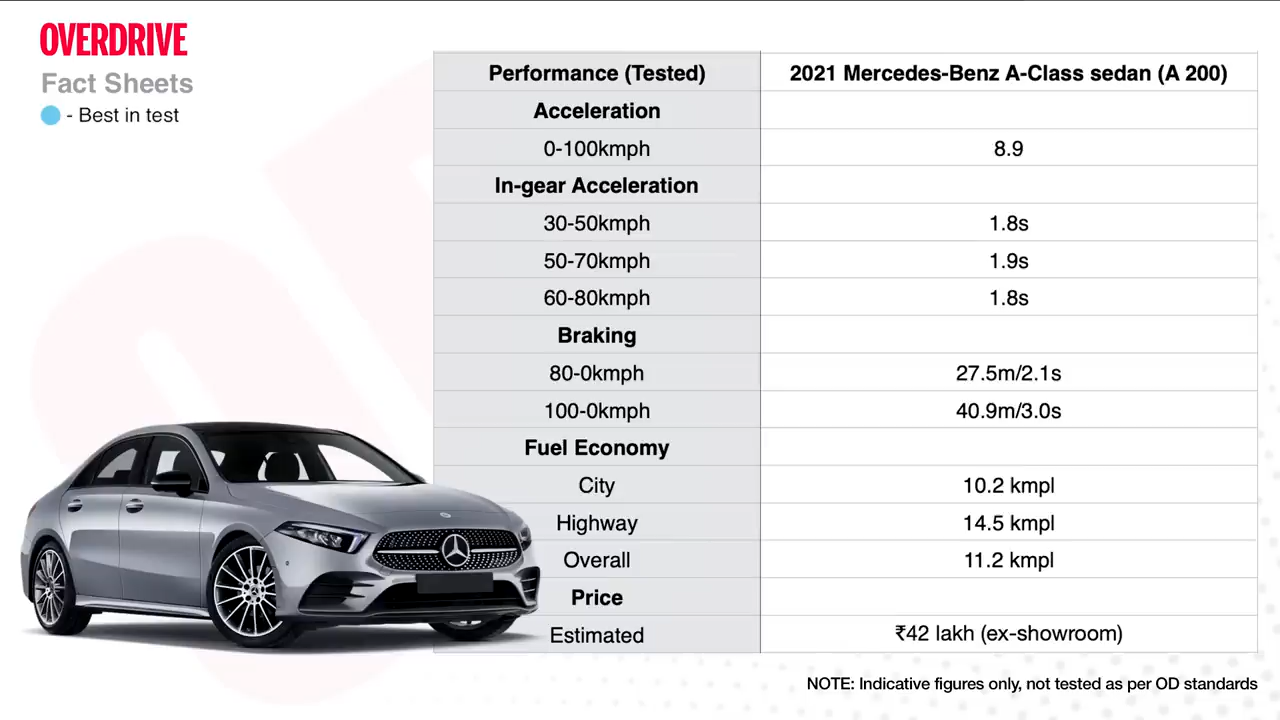 OVERDRIVE
Fact Sheets
- Best in test
Performance (Tested) 2021 Mercedes-Benz A-Class sedan (A 200)
Acceleration
0-100kmph 8.9
In-gear Acceleration
30-50kmph 1.8s
50-70kmph 1.9s
60-80kmph 1.8s
Braking
80-0kmph 27.5m/2.1s
100-0kmph 40.9m/3.0s
Fuel Economy
City 10.2 kmpl
Highway 14.5 kmpl
Overall 11.2 kmpl
Price
Estimated ₹42 lakh (ex-showroom)
NOTE: Indicative figures only, not tested as per OD standards